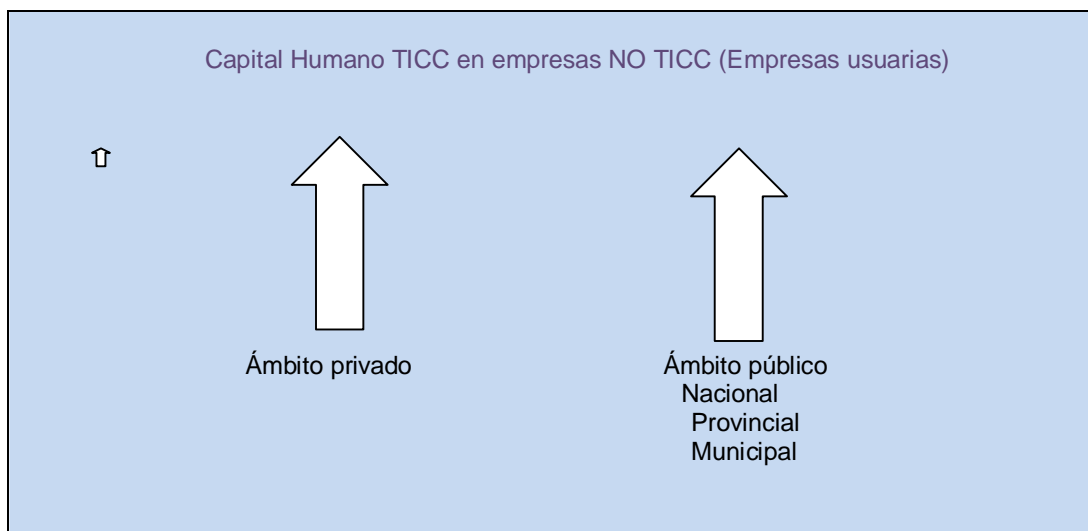 Capital Humano TICC en empresas NO TICC (Empresas usuarias)
Ámbito privado
Ámbito público
Nacional
Provincial
Municipal